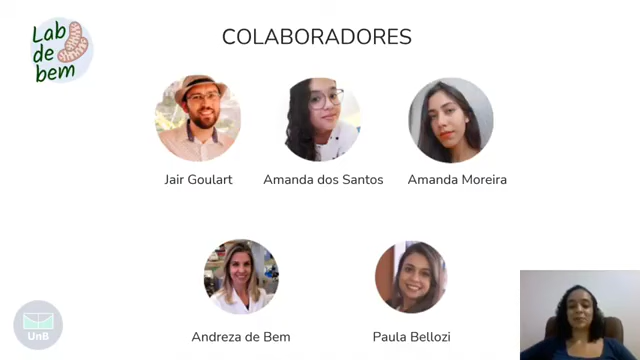 Lab
de
bem
COLABORADORES
Jair Goulart
Amanda dos Santos
Amanda Moreira
Andreza de Bem
Paula Bellozi
UnB